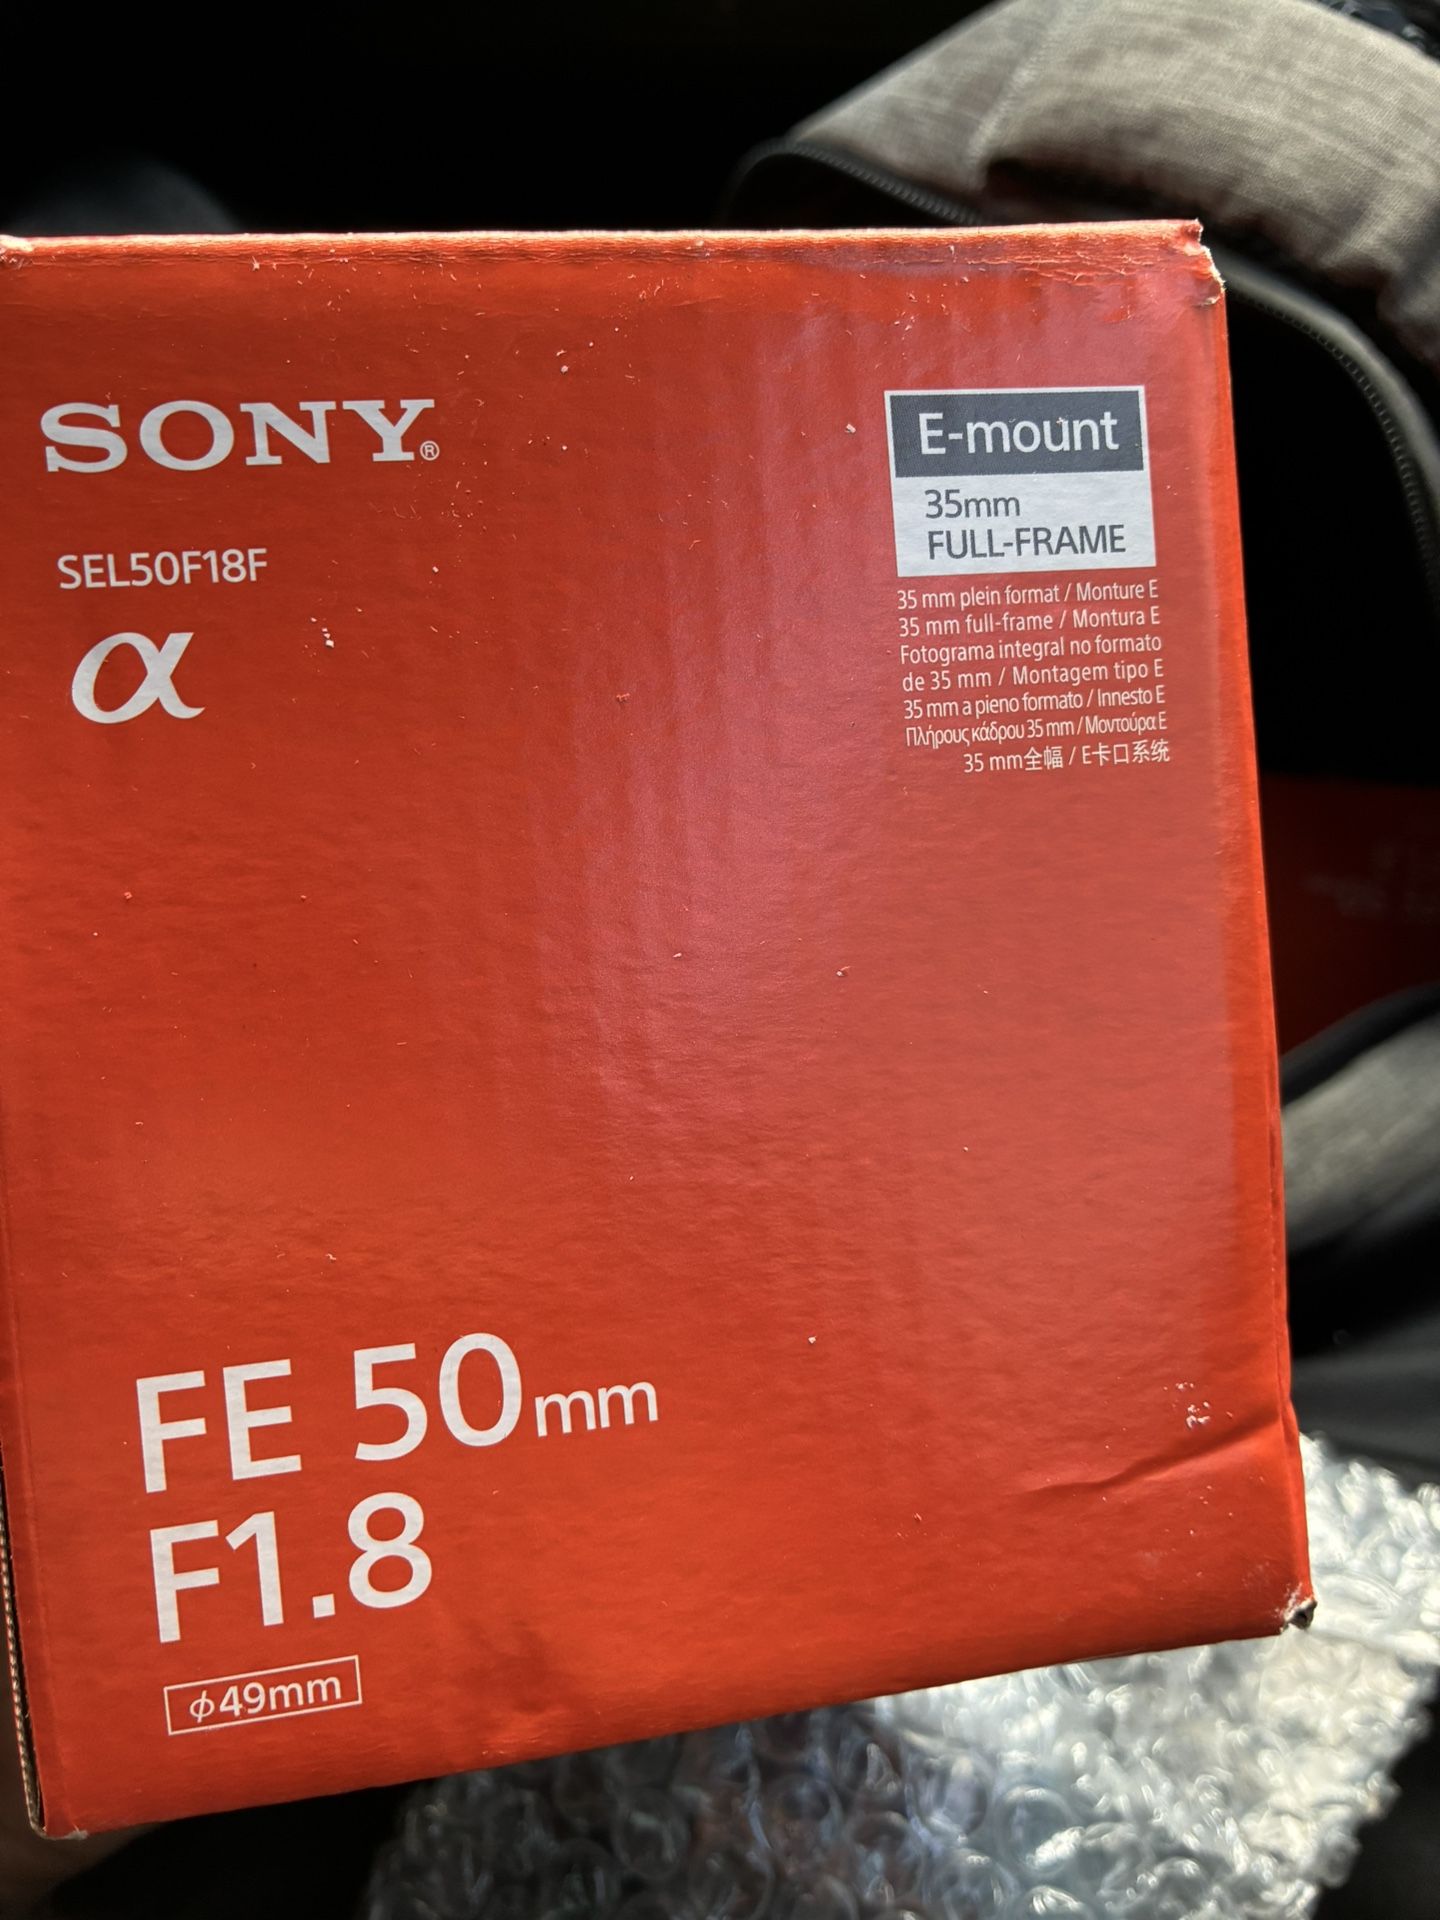 SONY®
SEL50F18F
α
E-mount
35mm
FULL-FRAME
35 mm plein format / Monture E
35 mm full-frame / Montura E
Fotograma integral no formato
de 35 mm / Montagem tipo E
35 mm a pieno formato / Innesto E
Πλήρους κάδρου 35 mm / Μοντούρα E
35 mm全幅 / E卡口系统
FE 50mm
F1.8
ϕ49mm